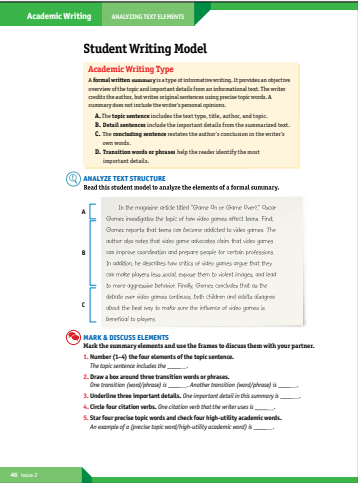 Academic Writing ANALYZING TEXT ELEMENTS
Student Writing Model
Academic Writing Type
A formal written summary is a type of informative writing. It provides an objective
overview of the topic and important details from an informational text. The writer
credits the author, but writes original sentences using precise topic words. A
summary does not include the writer's personal opinions.
A. The topic sentence includes the text type, title, author, and topic.
B. Detail sentences include the important details from the summarized text.
C. The concluding sentence restates the author's conclusion in the writer's
own words.
D. Transition words or phrases help the reader identify the most
important details.
ANALYZE TEXT STRUCTURE
Read this student model to analyze the elements of a formal summary.
A
In the magazine article titled "Game On or Game Over?," Oscar
Gomez investigates the topic of how video games affect teens. First,
Gomez reports that teens can become addicted to video games. The
author also notes that video game advocates claim that video games
B
can improve coordination and prepare people for certain professions.
In addition, he describes how critics of video games argue that they
can make players less social, expose them to violent images, and lead
to more aggressive behavior. Finally, Gomez concludes that as the
C
debate over video games continues, both children and adults disagree
about the best way to make sure the influence of video games is
beneficial to players.
MARK & DISCUSS ELEMENTS
Mark the summary elements and use the frames to discuss them with your partner.
1. Number (1–4) the four elements of the topic sentence.
The topic sentence includes the ______.
2. Draw a box around three transition words or phrases.
One transition (word/phrase) is ______. Another transition (word/phrase) is ______.
3. Underline three important details. One important detail in this summary is ______.
4. Circle four citation verbs. One citation verb that the writer uses is ______.
5. Star four precise topic words and check four high-utility academic words.
An example of a (precise topic word/high-utility academic word) is ______.
46 Issue 2